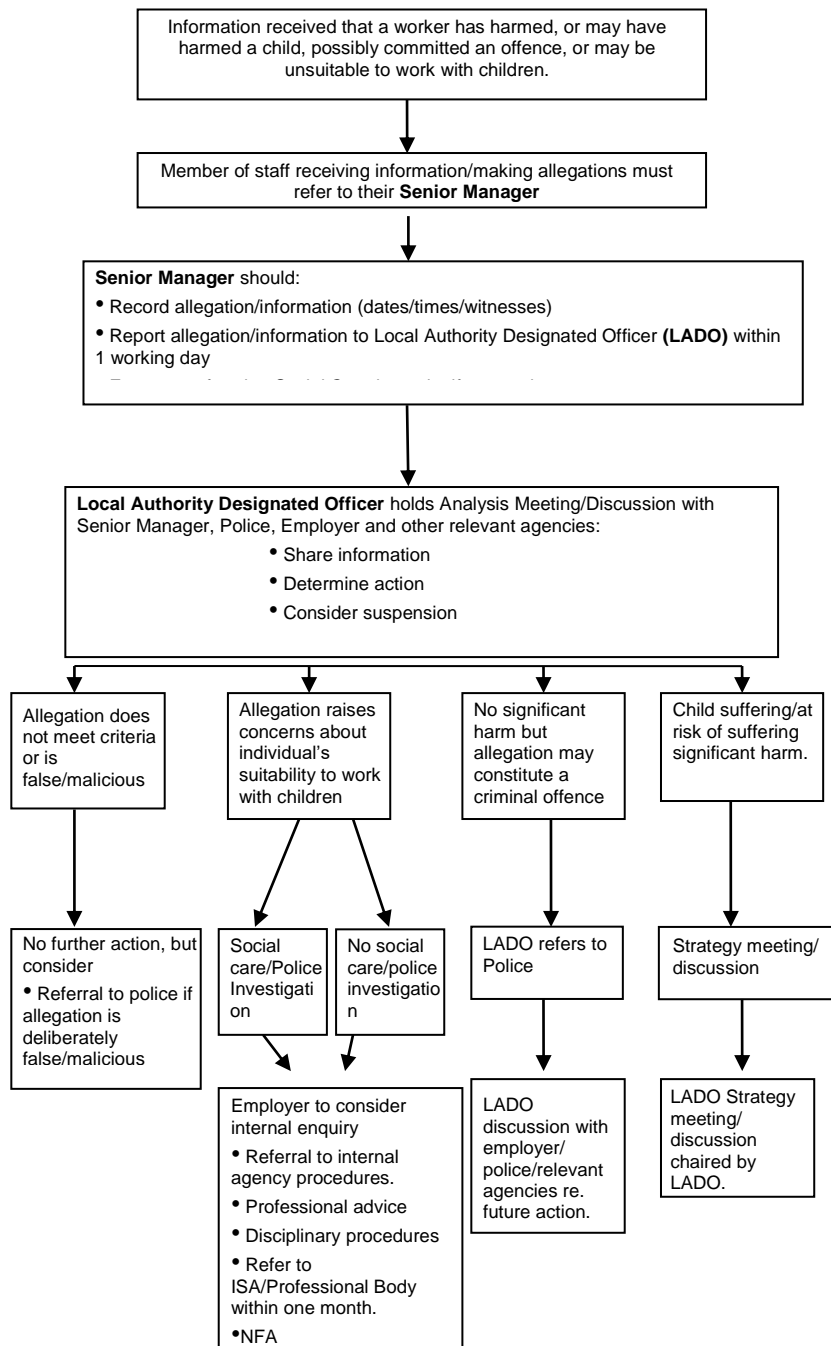 Information received that a worker has harmed, or may have
harmed a child, possibly committed an offence, or may be
unsuitable to work with children.
Member of staff receiving information/making allegations must
refer to their Senior Manager
Senior Manager should:
• Record allegation/information (dates/times/witnesses)
• Report allegation/information to Local Authority Designated Officer (LADO) within
1 working day
Local Authority Designated Officer holds Analysis Meeting/Discussion with
Senior Manager, Police, Employer and other relevant agencies:
• Share information
• Determine action
• Consider suspension
Allegation does
not meet criteria
or is
false/malicious
Allegation raises
concerns about
individual’s
suitability to work
with children
No significant
harm but
allegation may
constitute a
criminal offence
Child suffering/at
risk of suffering
significant harm.
No further action, but
consider
• Referral to police if
allegation is
deliberately
false/malicious
Social
care/Police
Investigati
on
No social
care/police
investigatio
n
LADO refers to
Police
Strategy meeting/
discussion
Employer to consider
internal enquiry
• Referral to internal
agency procedures.
• Professional advice
• Disciplinary procedures
• Refer to
ISA/Professional Body
within one month.
•NFA
LADO
discussion with
employer/
police/relevant
agencies re.
future action.
LADO Strategy
meeting/
discussion
chaired by
LADO.